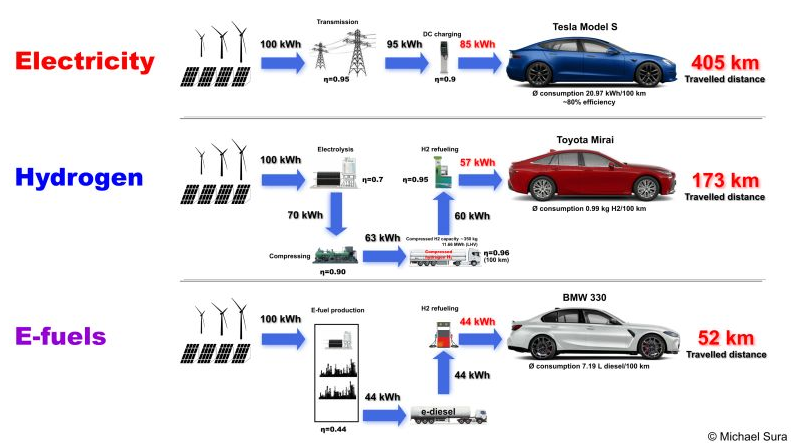 Electricity
100 kWh
Transmission
η=0.95
95 kWh
DC charging
η=0.9
85 kWh
Tesla Model S
Ø consumption 20.97 kWh/100 km
~80% efficiency
405 km
Travelled distance
Hydrogen
100 kWh
Electrolysis
η=0.7
70 kWh
Compressing
η=0.90
63 kWh
Compressed H2 capacity ~350 kg
11.66 MWh (LHV)
Compressed
hydrogen H₂
η=0.96
(100 km)
60 kWh
H2 refueling
η=0.95
57 kWh
Toyota Mirai
Ø consumption 0.99 kg H2/100 km
173 km
Travelled distance
E-fuels
100 kWh
E-fuel production
η=0.44
44 kWh
e-diesel
44 kWh
H2 refueling
44 kWh
BMW 330
Ø consumption 7.19 L diesel/100 km
52 km
Travelled distance
© Michael Sura